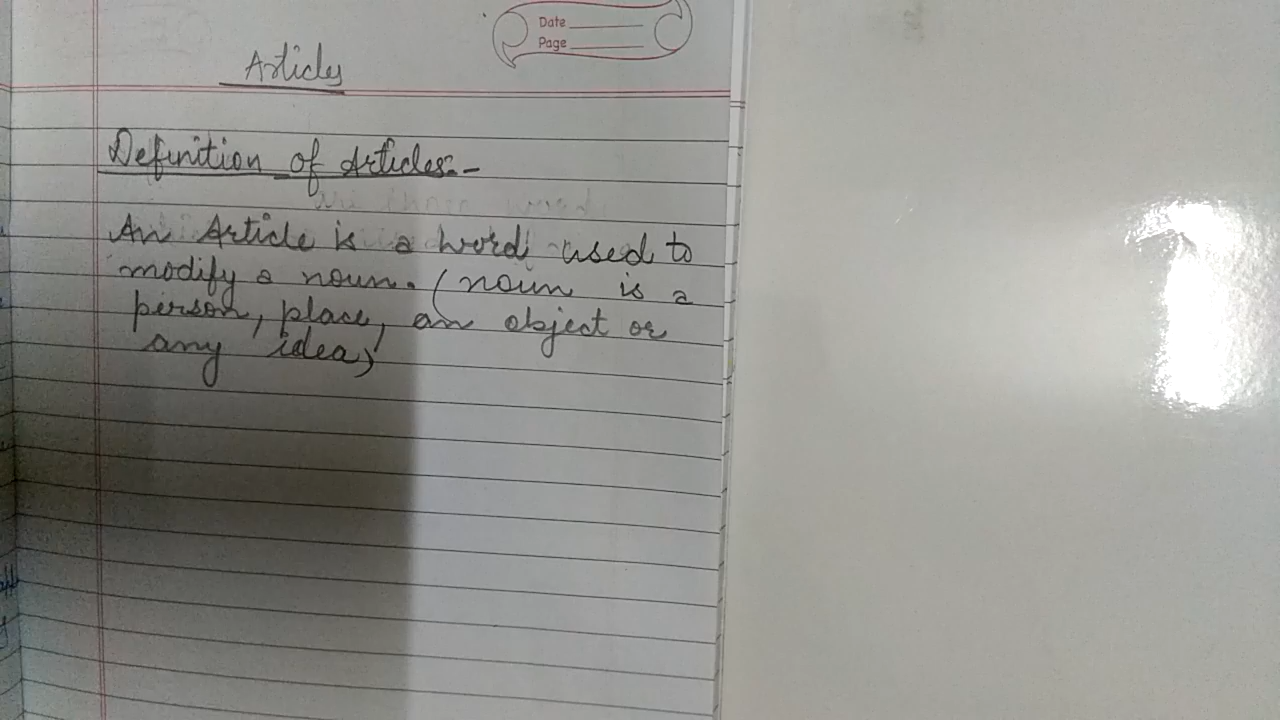 Date
Page
Articles
Definition of Articles:-
An Article is a word used to
modify a noun. (noun is a
person, place, an object or
any idea)